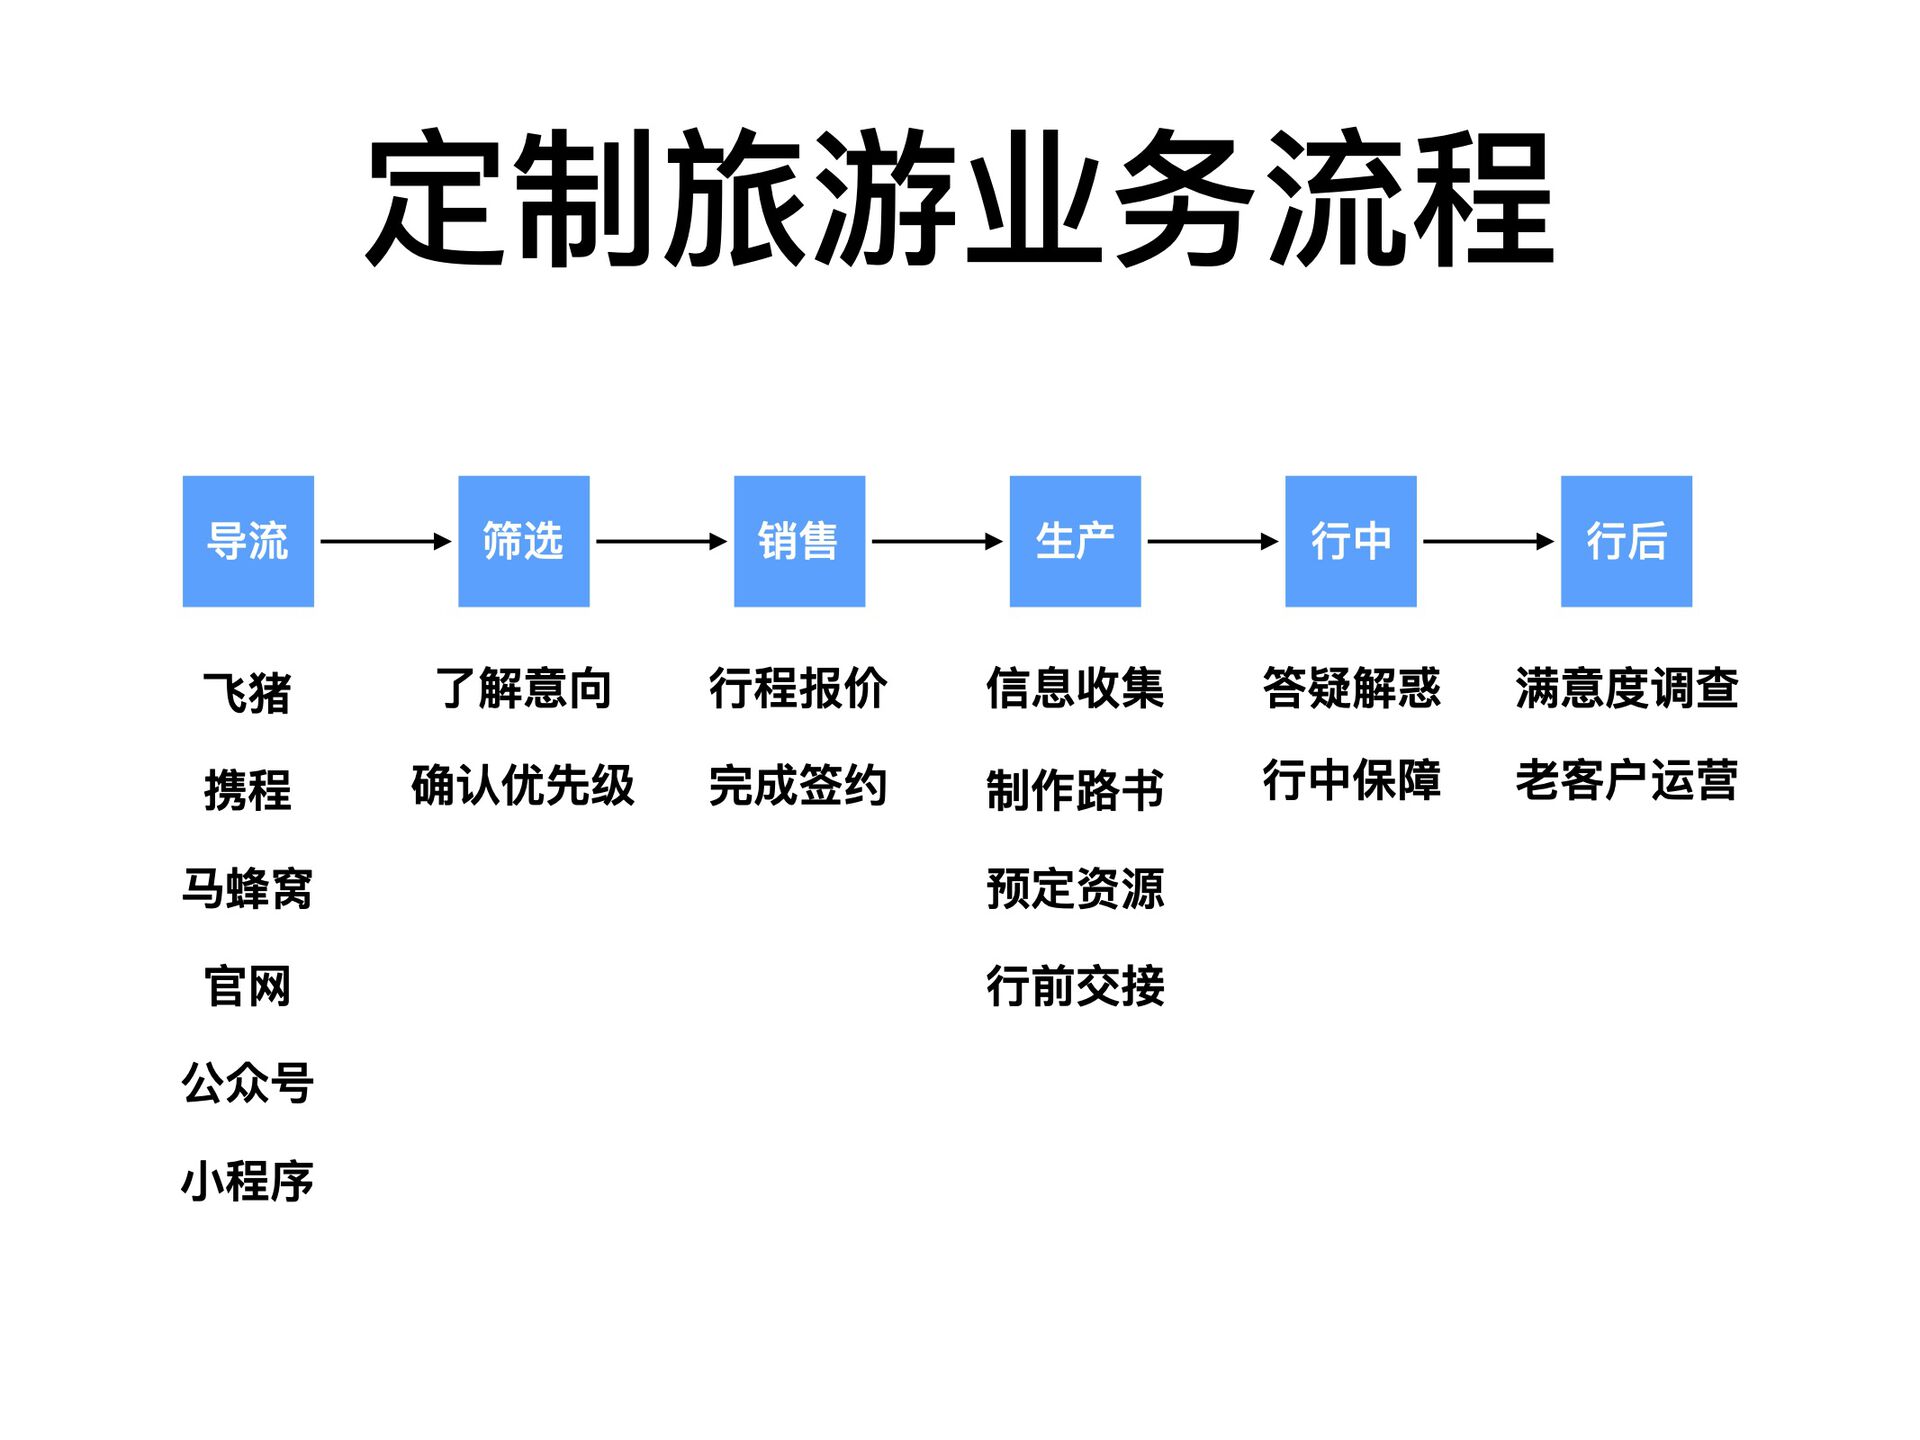 定制旅游业务流程
导流
筛选
销售
生产
行中
行后
飞猪
携程
马蜂窝
官网
公众号
小程序
了解意向
确认优先级
行程报价
完成签约
信息收集
制作路书
预定资源
行前交接
答疑解惑
行中保障
满意度调查
老客户运营